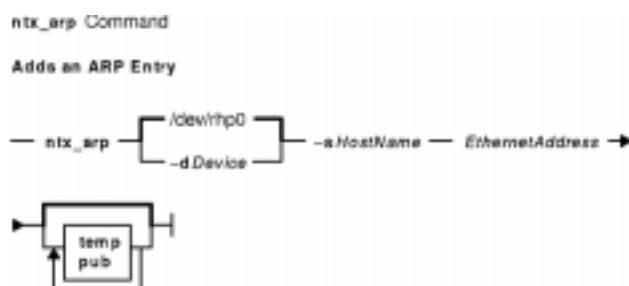 ntx_arp Command
Adds an ARP Entry
/dev/rhp0
ntx_arp
-d Device
-s HostName
EthernetAddress
temp
pub